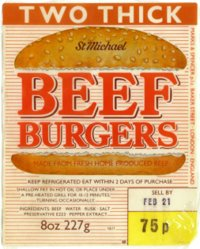 TWO THICK
St Michael
BEEF
BURGERS
MADE FROM FRESH HOME PRODUCED BEEF
KEEP REFRIGERATED EAT WITHIN 2 DAYS OF PURCHASE
SHALLOW FRY IN HOT OIL OR PLACE UNDER
A PRE-HEATED GRILL FOR 10-12 MINUTES
TURNING OCCASIONALLY
INGREDIENTS BEEF WATER RUSK SALT
PRESERVATIVE E223 PEPPER EXTRACT
8oz 227g
SELL BY
FEB 21
75p